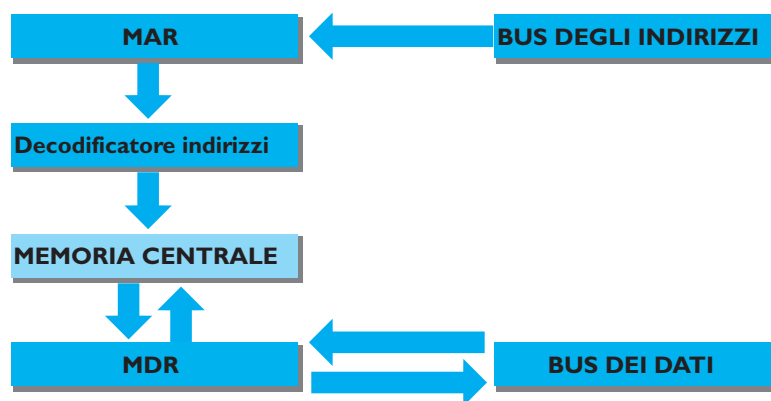 MAR
BUS DEGLI INDIRIZZI
Decodificatore indirizzi
MEMORIA CENTRALE
MDR
BUS DEI DATI